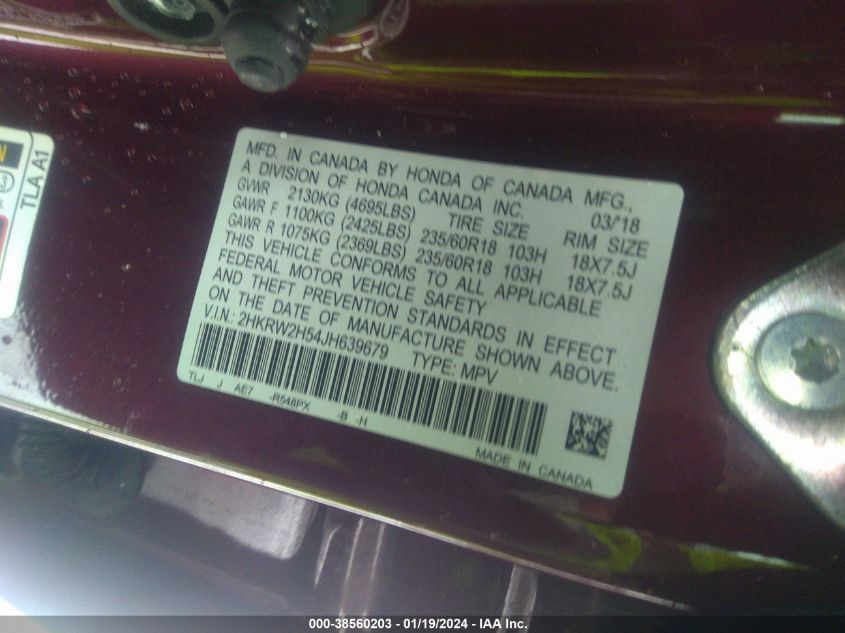 MFD. IN CANADA BY HONDA OF CANADA MFG.,
A DIVISION OF HONDA CANADA INC. 03/'18
GVWR 2130KG (4695LBS) TIRE SIZE RIM SIZE
GAWR F 1100KG (2425LBS) 235/60R18 103H 18X7.5J
GAWR R 1075KG (2369LBS) 235/60R18 103H 18X7.5J
THIS VEHICLE CONFORMS TO ALL APPLICABLE
FEDERAL MOTOR VEHICLE SAFETY
AND THEFT PREVENTION STANDARDS IN EFFECT
ON THE DATE OF MANUFACTURE SHOWN ABOVE.
V.I.N.: 2HKRW2H54JH639679 TYPE: MPV
TLJ J AE7 -R548PX -B -H
MADE IN CANADA
TLA A1
000-38560203 - 01/19/2024 - IAA Inc.